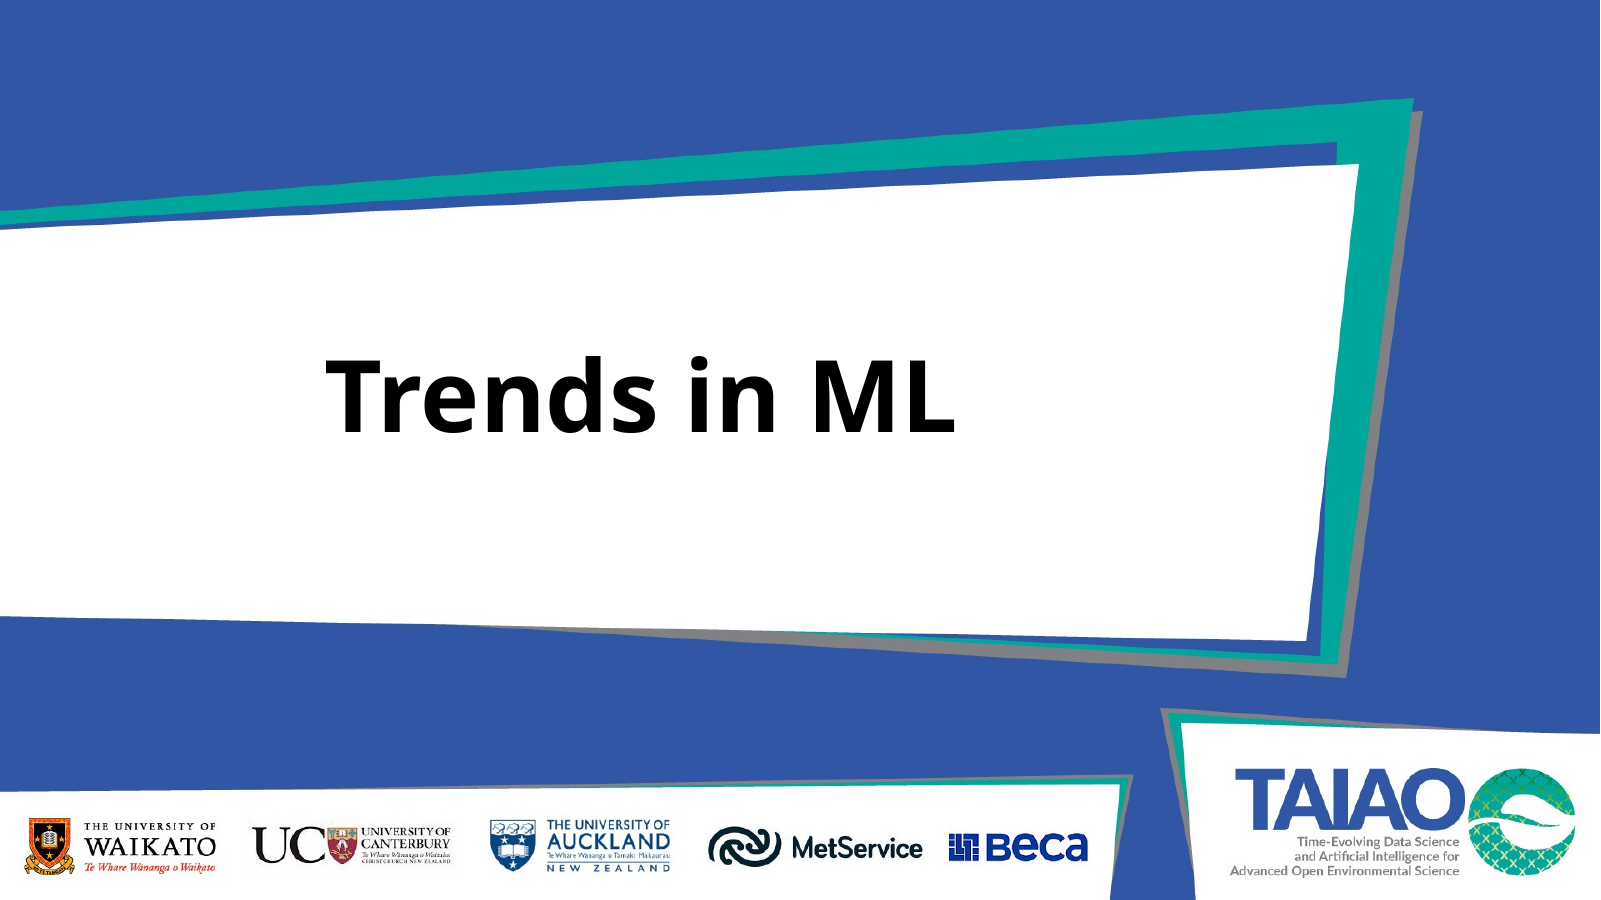 Trends in ML
THE UNIVERSITY OF
WAIKATO
Te Whare Wānanga o Waikato
UC
UNIVERSITY OF
CANTERBURY
Te Whare Wānanga o Waitaha
CHRISTCHURCH NEW ZEALAND
THE UNIVERSITY OF
AUCKLAND
Te Whare Wānanga o Tāmaki Makaurau
NEW ZEALAND
MetService
Beca
TAIAO
Time-Evolving Data Science
and Artificial Intelligence for
Advanced Open Environmental Science